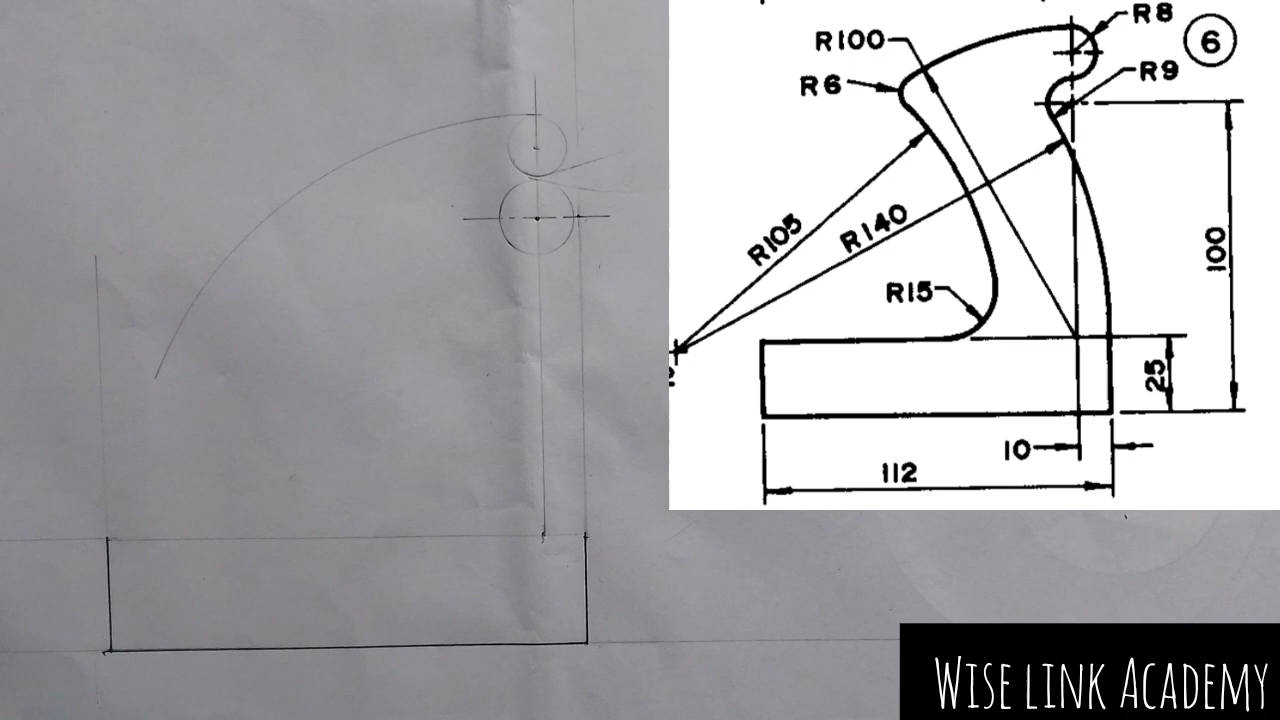 R8
R100
6
R9
R6
R105
R140
100
R15
25
10
112
WISE LINK ACADEMY